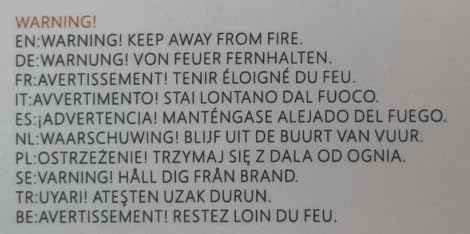 WARNING!
EN:WARNING! KEEP AWAY FROM FIRE.
DE:WARNUNG! VON FEUER FERNHALTEN.
FR:AVERTISSEMENT! TENIR ÉLOIGNÉ DU FEU.
IT:AVVERTIMENTO! STAI LONTANO DAL FUOCO.
ES:¡ADVERTENCIA! MANTÉNGASE ALEJADO DEL FUEGO.
NL:WAARSCHUWING! BLIJF UIT DE BUURT VAN VUUR.
PL:OSTRZEŻENIE! TRZYMAJ SIĘ Z DALA OD OGNIA.
SE:VARNING! HÅLL DIG FRÅN BRAND.
TR:UYARI! ATEŞTEN UZAK DURUN.
BE:AVERTISSEMENT! RESTEZ LOIN DU FEU.